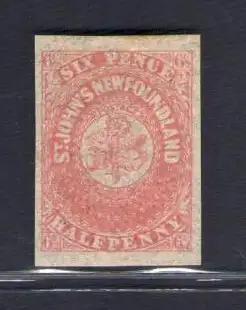 SIX PENCE
ST. JOHN'S NEWFOUNDLAND
HALFPENNY